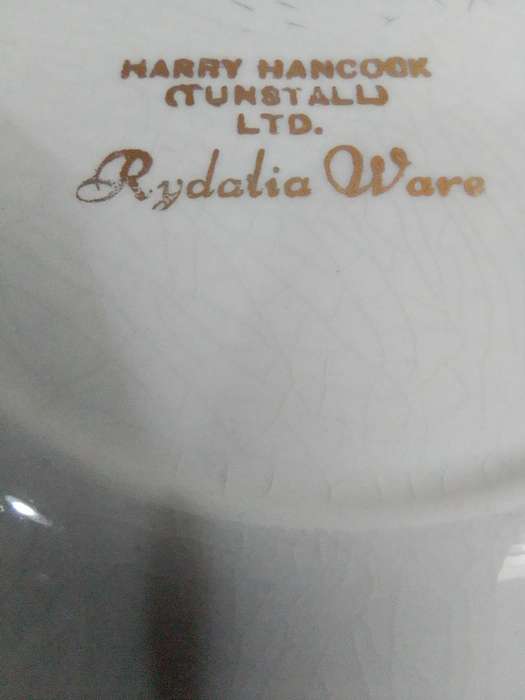 HARRY HANCOCK
(TUNSTALL)
LTD.
Rydalia Ware